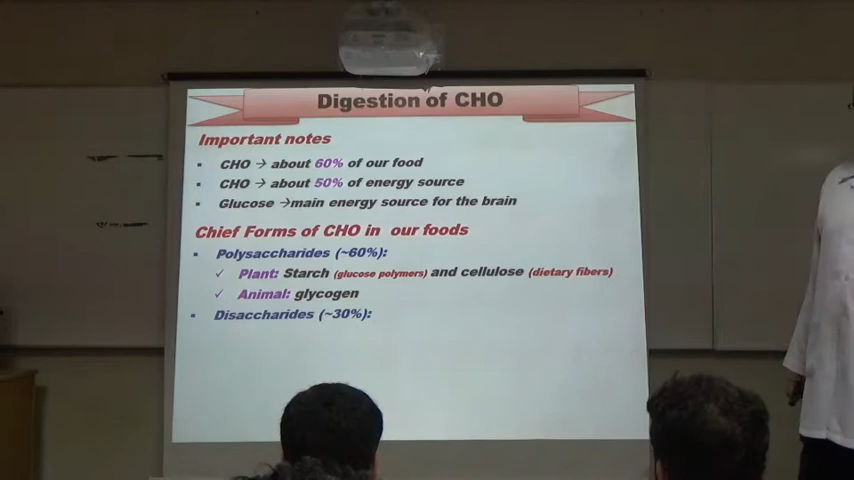 Digestion of CHO
Important notes
▪ CHO → about 60% of our food
▪ CHO → about 50% of energy source
▪ Glucose →main energy source for the brain
Chief Forms of CHO in our foods
▪ Polysaccharides (~60%):
✓ Plant: Starch (glucose polymers) and cellulose (dietary fibers)
✓ Animal: glycogen
▪ Disaccharides (~30%):